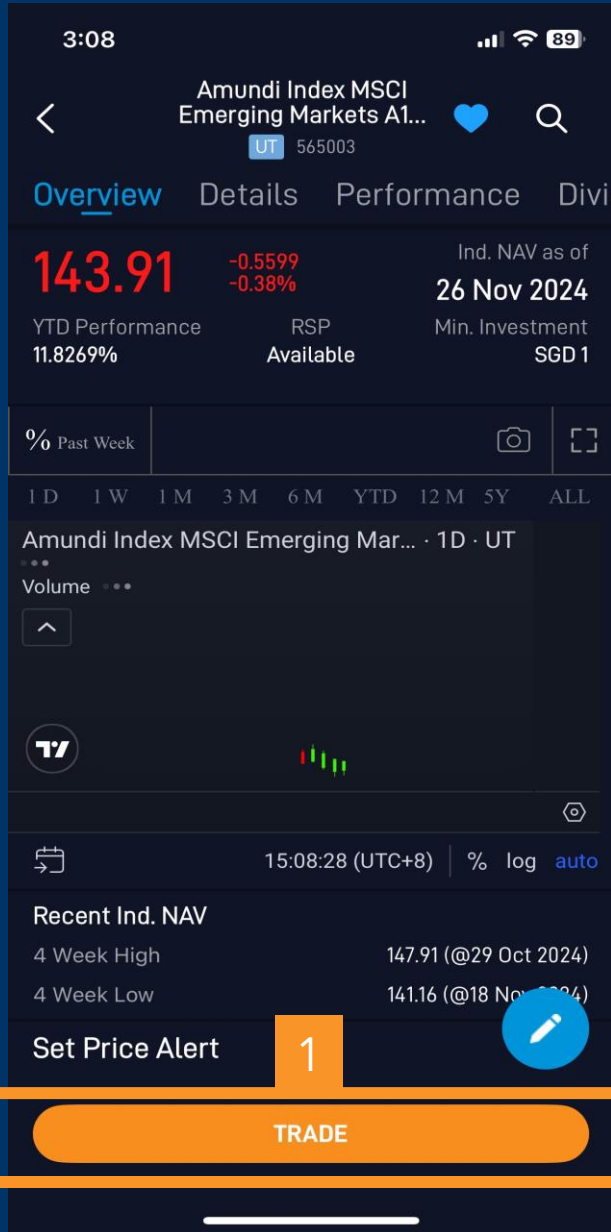 3:08
89
Amundi Index MSCI
Emerging Markets A1...
UT 565003
Overview Details Performance Divi
143.91
-0.5599
-0.38%
Ind. NAV as of
26 Nov 2024
YTD Performance RSP Min. Investment
11.8269% Available SGD 1
% Past Week
1 D 1 W 1 M 3 M 6 M YTD 12 M 5Y ALL
Amundi Index MSCI Emerging Mar... · 1D · UT
Volume
15:08:28 (UTC+8) % log auto
Recent Ind. NAV
4 Week High 147.91 (@29 Oct 2024)
4 Week Low 141.16 (@18 Nov 2024)
Set Price Alert
1
TRADE